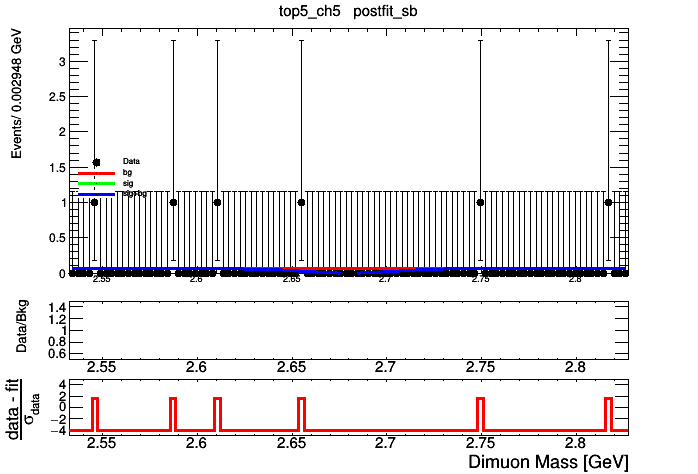 top5_ch5 postfit_sb
Events/ 0.002948 GeV
3
2.5
2
1.5
1
0.5
0
Data
bg
sig
sig+bg
2.55 2.6 2.65 2.7 2.75 2.8
Data/Bkg
1.4
1.2
1
0.8
0.6
2.55 2.6 2.65 2.7 2.75 2.8
data - fit
σdata
4
2
0
−2
−4
2.55 2.6 2.65 2.7 2.75 2.8
Dimuon Mass [GeV]